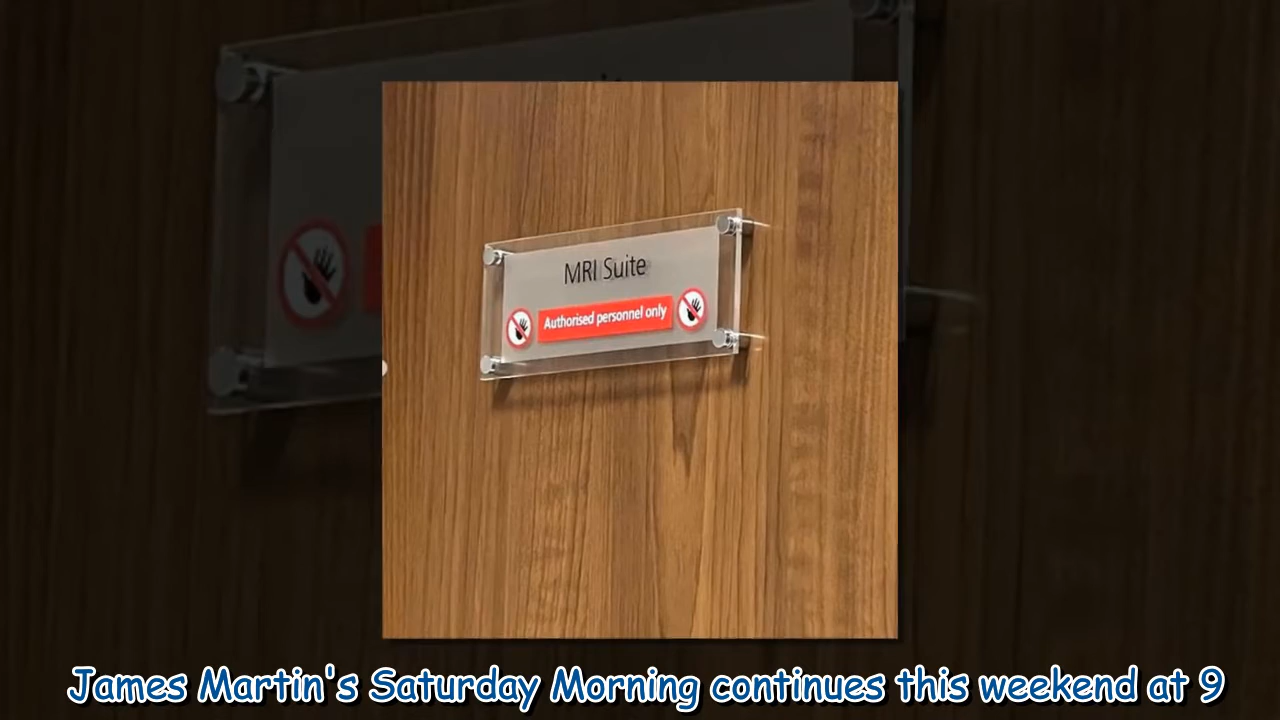 MRI Suite
Authorised personnel only
James Martin's Saturday Morning continues this weekend at 9